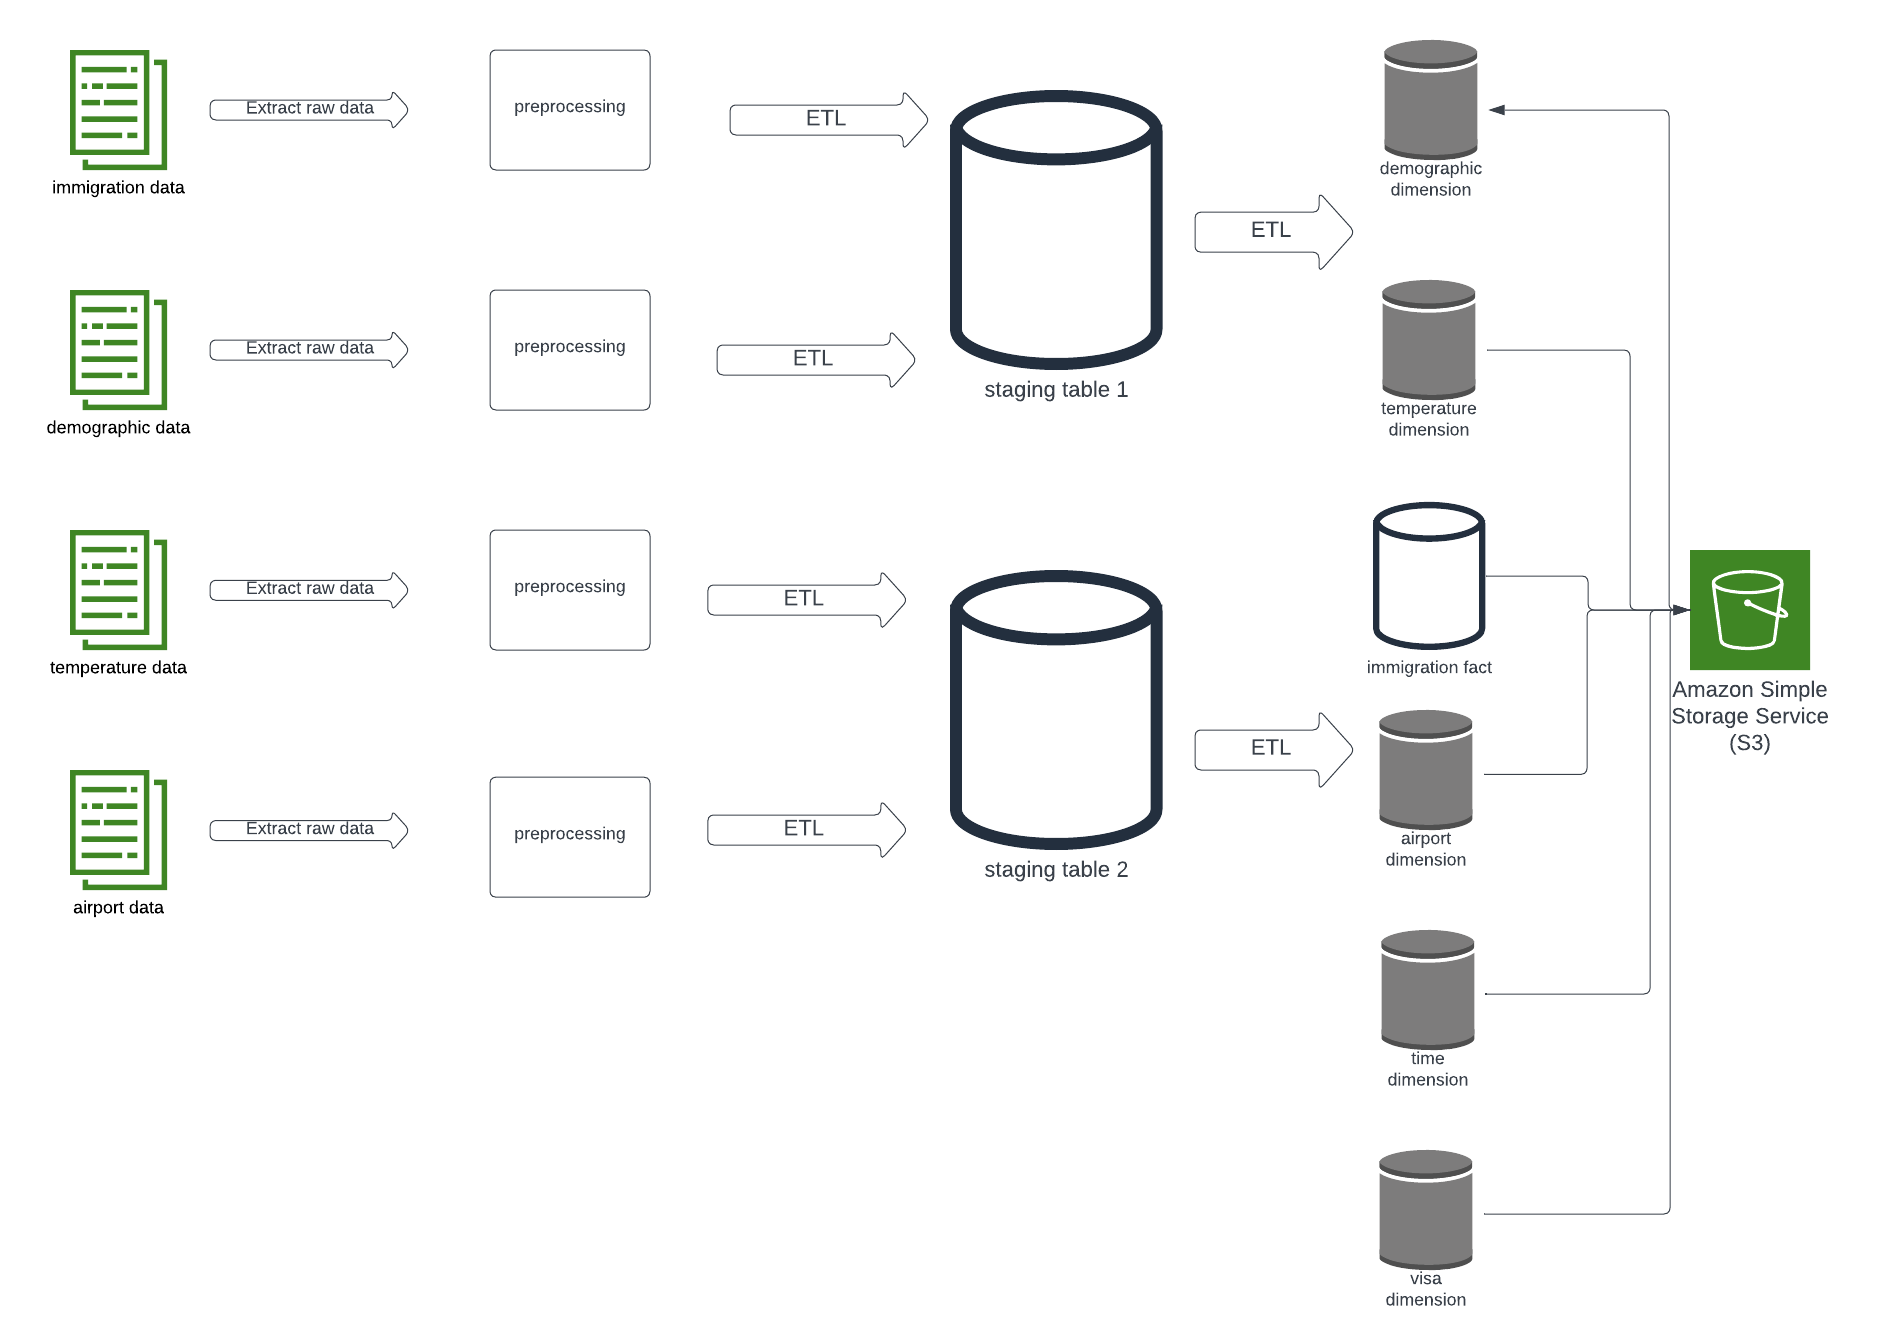 Extract raw data
preprocessing
ETL
immigration data
Extract raw data
preprocessing
ETL
demographic data
staging table 1
Extract raw data
preprocessing
ETL
temperature data
Extract raw data
preprocessing
ETL
airport data
staging table 2
ETL
ETL
demographic
dimension
temperature
dimension
immigration fact
airport
dimension
time
dimension
visa
dimension
Amazon Simple
Storage Service
(S3)